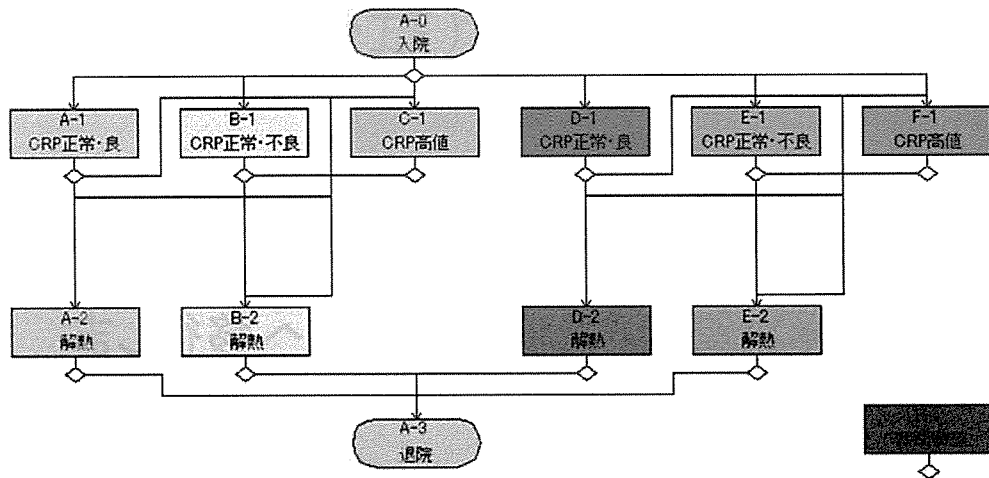 A-0
入院
A-1
CRP正常・良
B-1
CRP正常・不良
C-1
CRP高値
D-1
CRP正常・良
E-1
CRP正常・不良
F-1
CRP高値
A-2
解熱
B-2
解熱
D-2
解熱
E-2
解熱
A-3
退院